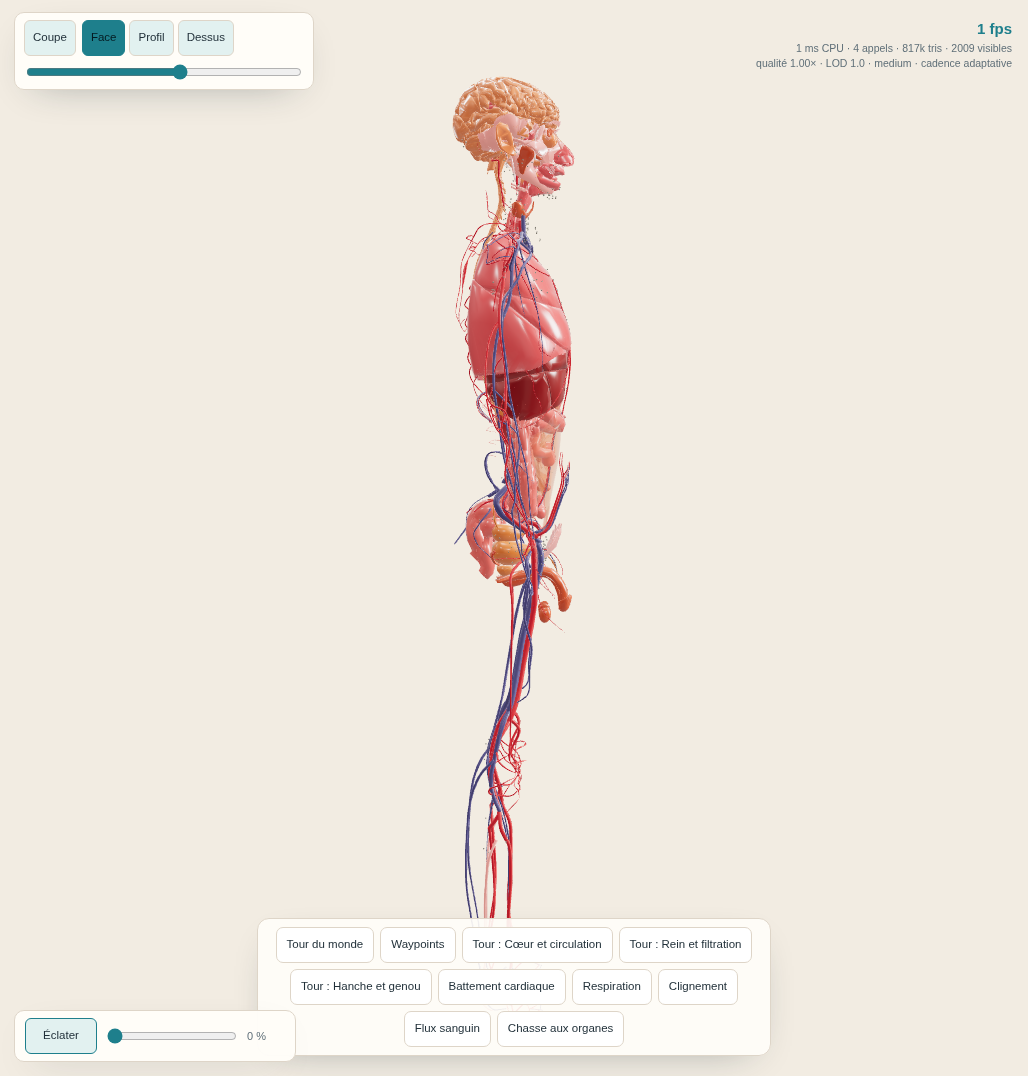 Coupe Face Profil Dessus
1 fps
1 ms CPU · 4 appels · 817k tris · 2009 visibles
qualité 1.00× · LOD 1.0 · medium · cadence adaptative
Tour du monde Waypoints Tour : Cœur et circulation Tour : Rein et filtration
Tour : Hanche et genou Battement cardiaque Respiration Clignement
Flux sanguin Chasse aux organes
Éclater 0 %